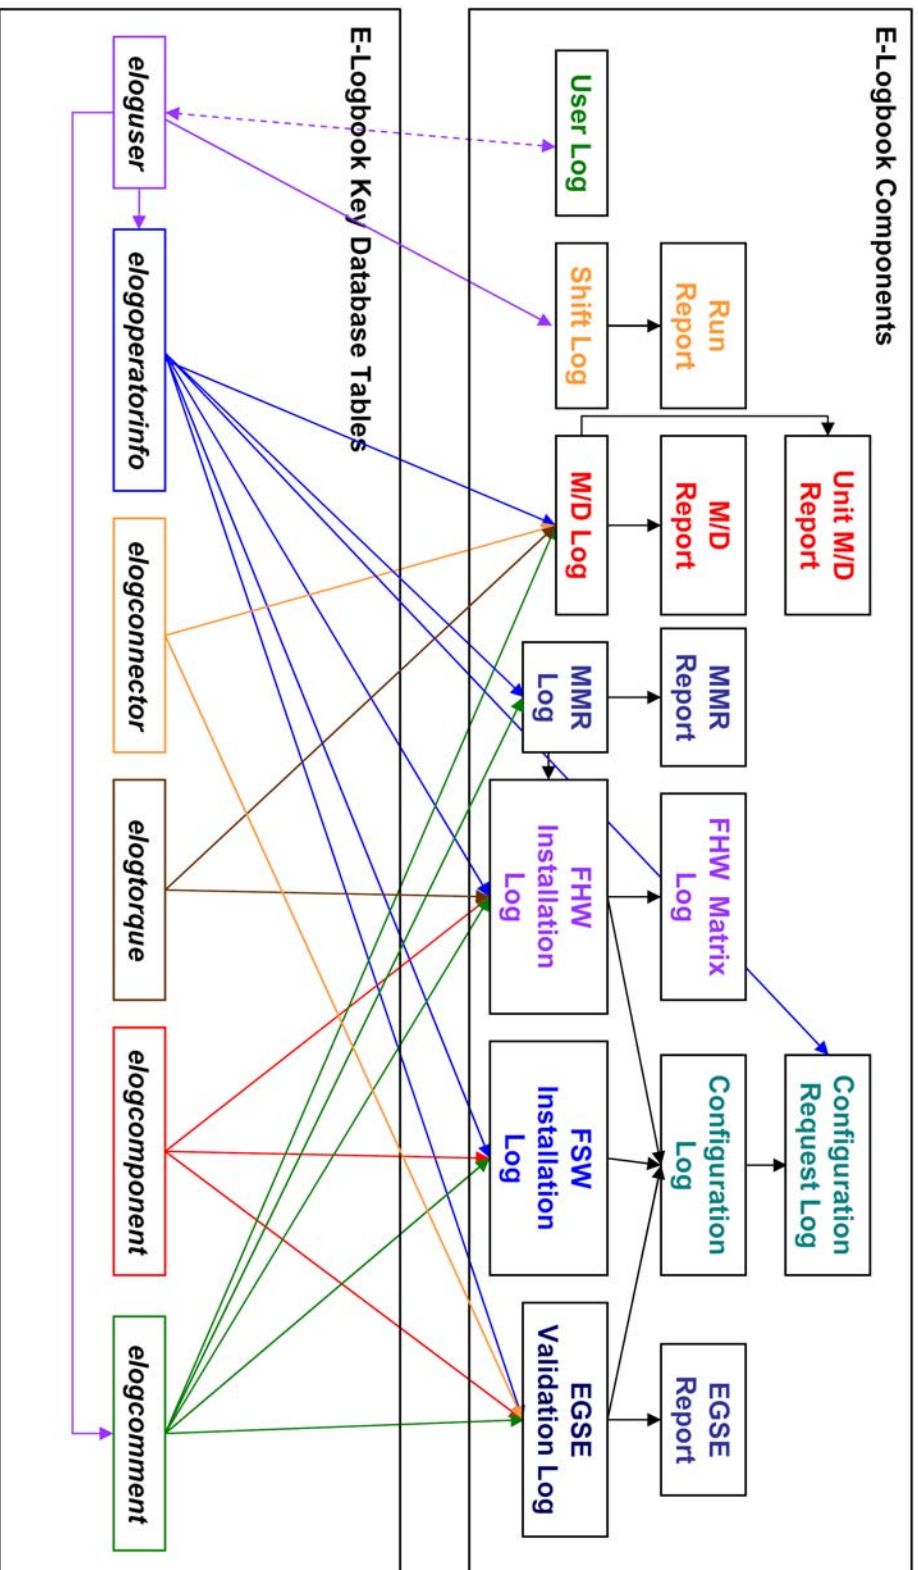 E-Logbook Components
Unit M/D
Report
Configuration
Request Log
Run
Report
M/D
Report
MMR
Report
FHW Matrix
Log
Configuration
Log
EGSE
Report
User Log
Shift Log
M/D Log
MMR
Log
FHW
Installation
Log
FSW
Installation
Log
EGSE
Validation Log
E-Logbook Key Database Tables
eloguser
elogoperatorinfo
elogconnector
elogtorque
elogcomponent
elogcomment